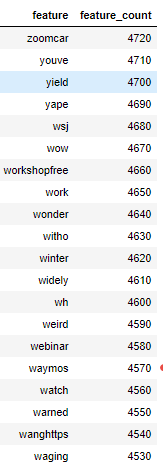 feature feature_count
zoomcar 4720
youve 4710
yield 4700
yape 4690
wsj 4680
wow 4670
workshopfree 4660
work 4650
wonder 4640
witho 4630
winter 4620
widely 4610
wh 4600
weird 4590
webinar 4580
waymos 4570
watch 4560
warned 4550
wanghttps 4540
waging 4530